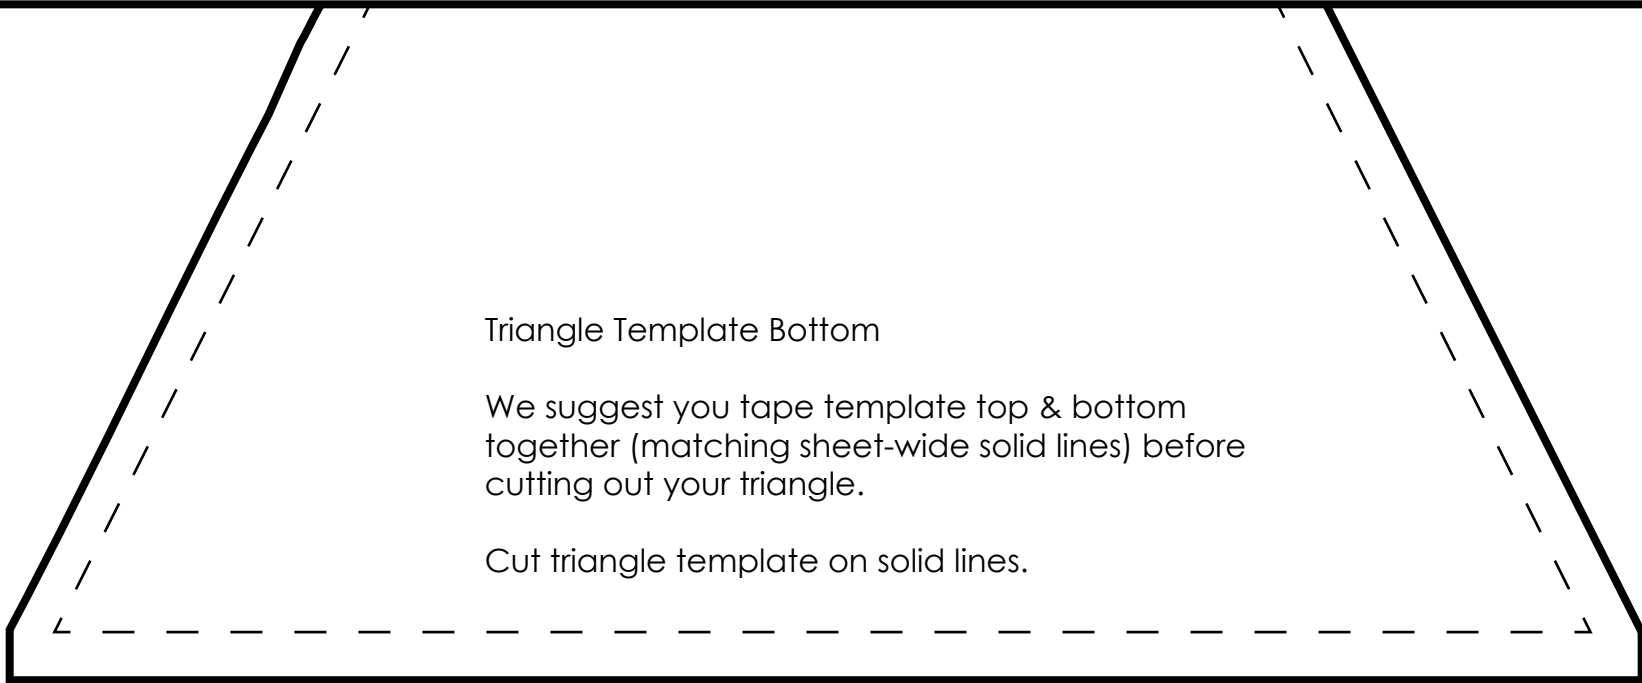 Triangle Template Bottom
We suggest you tape template top & bottom
together (matching sheet-wide solid lines) before
cutting out your triangle.
Cut triangle template on solid lines.